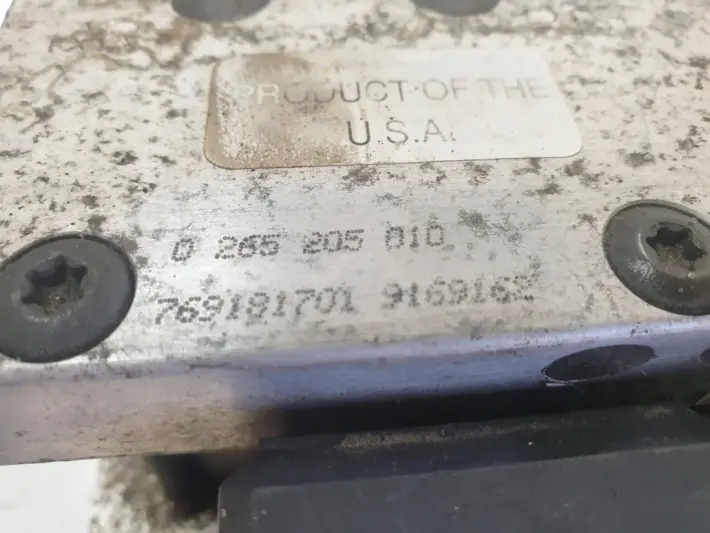 PRODUCT OF THE
U.S.A.
0 265 205 010
769181701 9169162